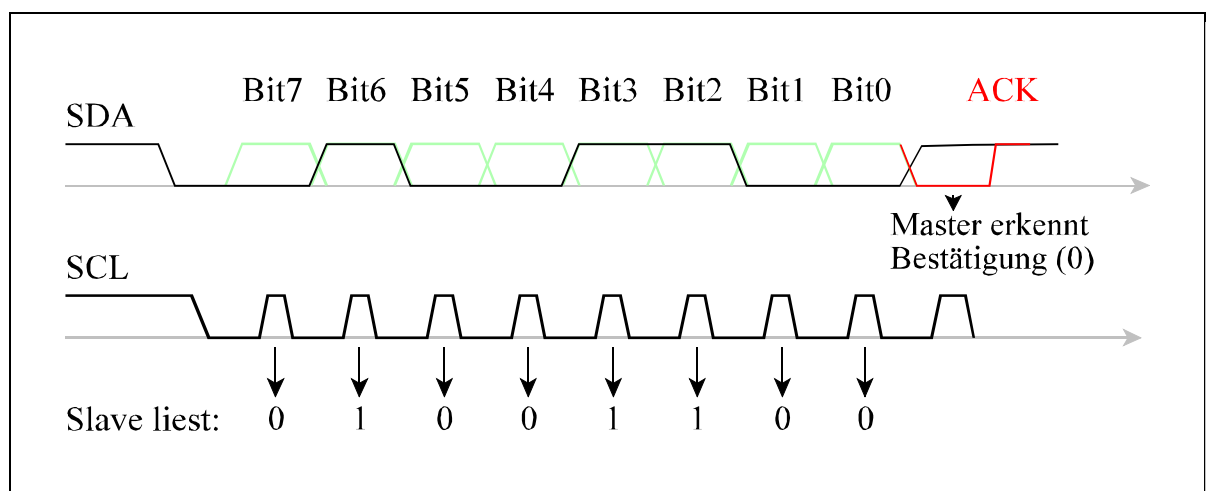 Bit7 Bit6 Bit5 Bit4 Bit3 Bit2 Bit1 Bit0 ACK
SDA
Master erkennt
Bestätigung (0)
SCL
Slave liest: 0 1 0 0 1 1 0 0